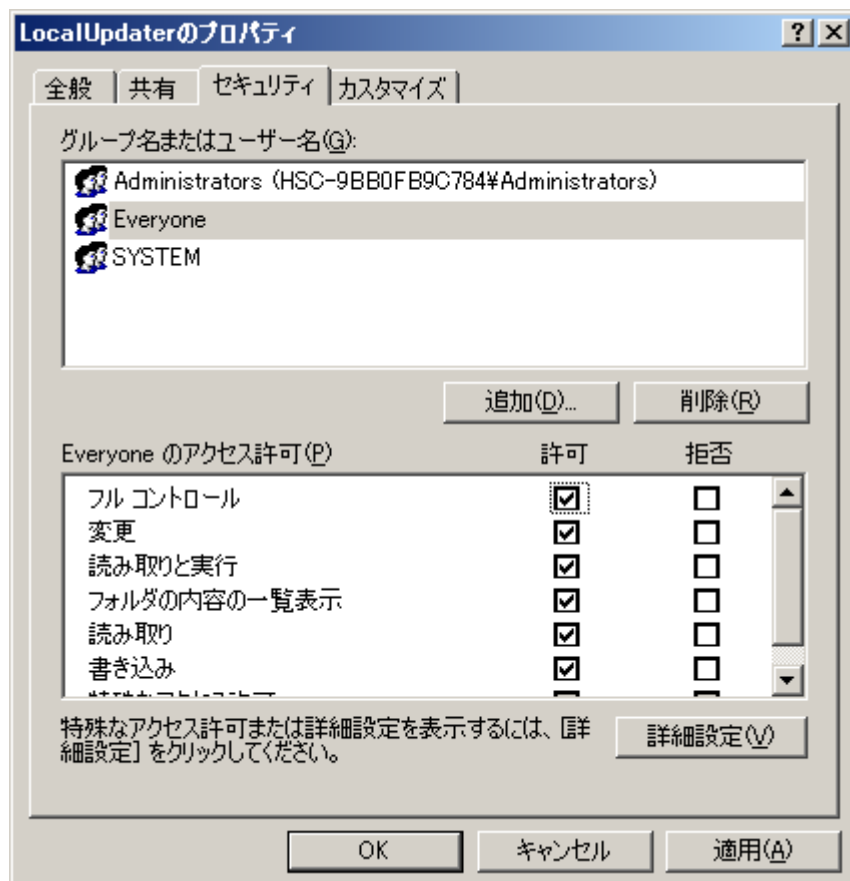 LocalUpdaterのプロパティ
全般 共有 セキュリティ カスタマイズ
グループ名またはユーザー名(G):
Administrators (HSC-9BB0FB9C784¥Administrators)
Everyone
SYSTEM
追加(D)... 削除(R)
Everyone のアクセス許可(P) 許可 拒否
フル コントロール
変更
読み取りと実行
フォルダの内容の一覧表示
読み取り
書き込み
特殊なアクセス許可または詳細設定を表示するには、[詳
細設定] をクリックしてください。
詳細設定(V)
OK キャンセル 適用(A)